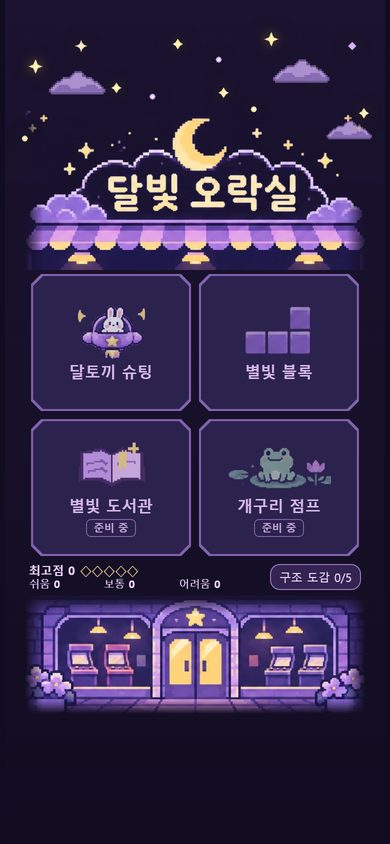 달빛 오락실
달토끼 슈팅
별빛 블록
별빛 도서관
준비 중
개구리 점프
준비 중
최고점 0 ◇◇◇◇◇
쉬움 0 보통 0 어려움 0
구조 도감 0/5